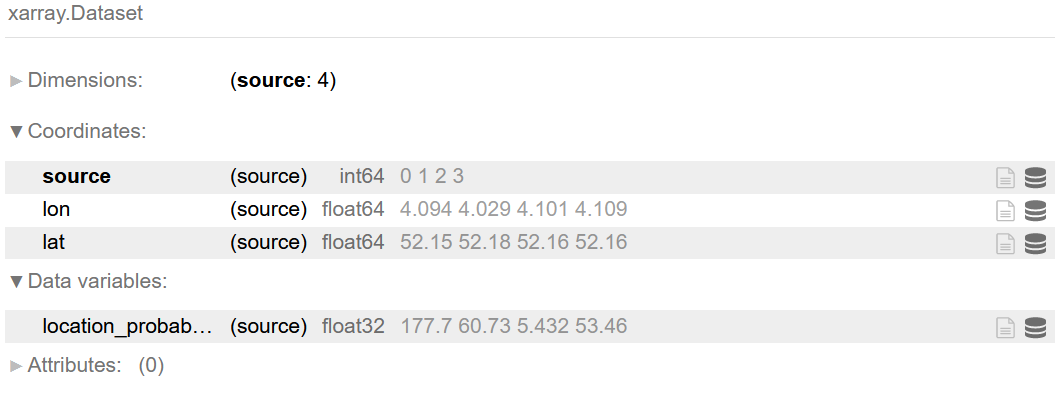 xarray.Dataset
► Dimensions: (source: 4)
▼ Coordinates:
source (source) int64 0 1 2 3
lon (source) float64 4.094 4.029 4.101 4.109
lat (source) float64 52.15 52.18 52.16 52.16
▼ Data variables:
location_probab… (source) float32 177.7 60.73 5.432 53.46
► Attributes: (0)